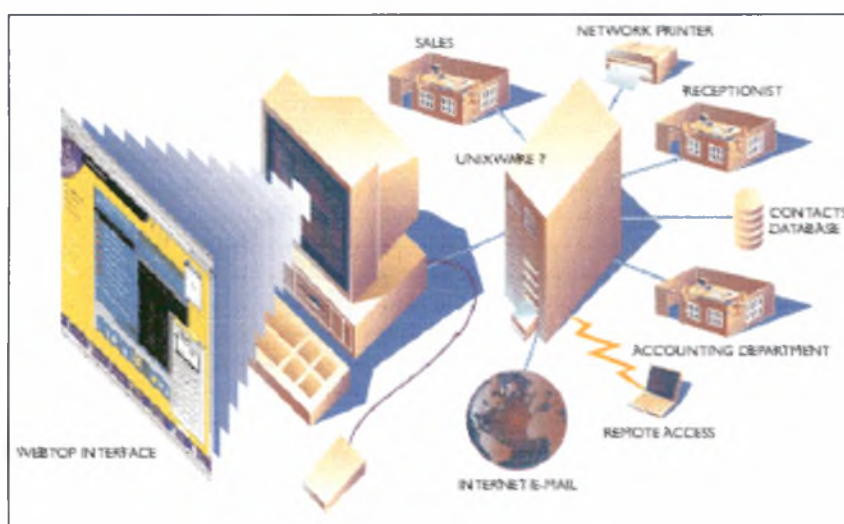 NETWORK PRINTER
SALES
RECEPTIONIST
UNIXWARE 7
CONTACTS
DATABASE
ACCOUNTING DEPARTMENT
REMOTE ACCESS
WEBTOP INTERFACE
INTERNET/E-MAIL